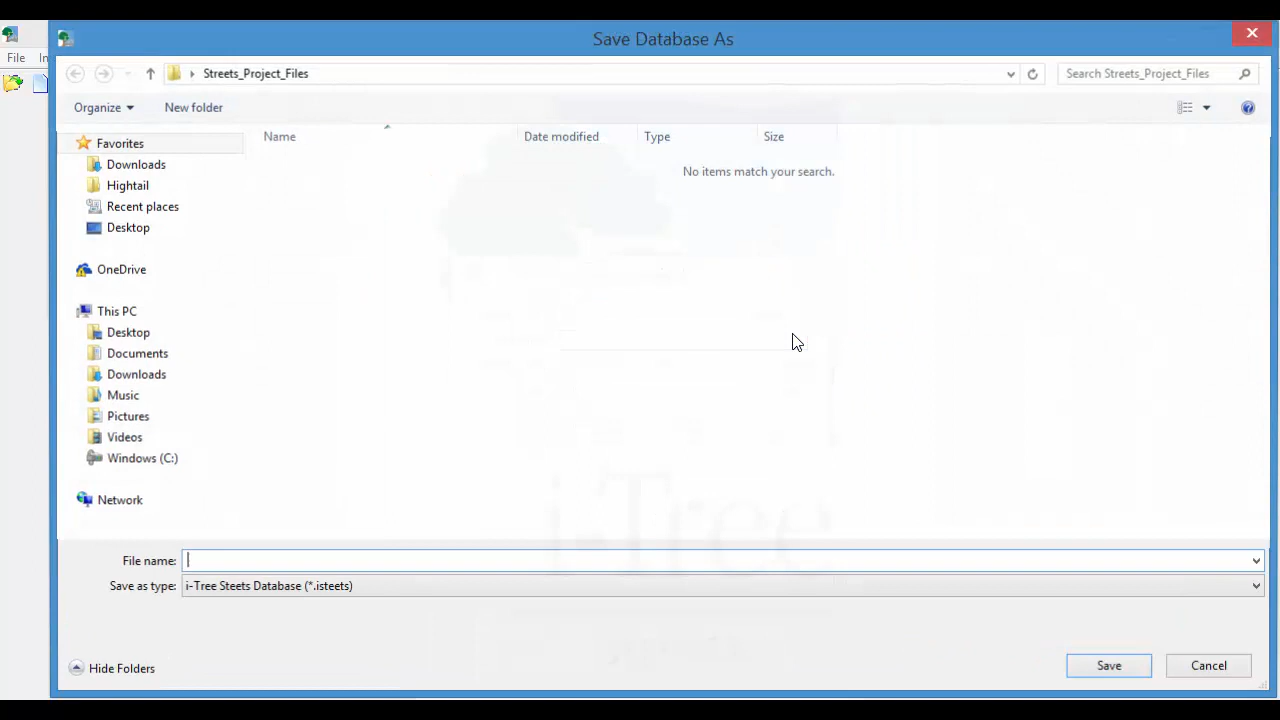 Save Database As
File In
Streets_Project_Files
Search Streets_Project_Files
Organize
New folder
Favorites
Name
Date modified
Type
Size
Downloads
No items match your search.
Hightail
Recent places
Desktop
OneDrive
This PC
Desktop
Documents
Downloads
Music
Pictures
Videos
Windows (C:)
Network
i-Tree
File name:
Save as type:
i-Tree Steets Database (*.isteets)
Hide Folders
Save
Cancel